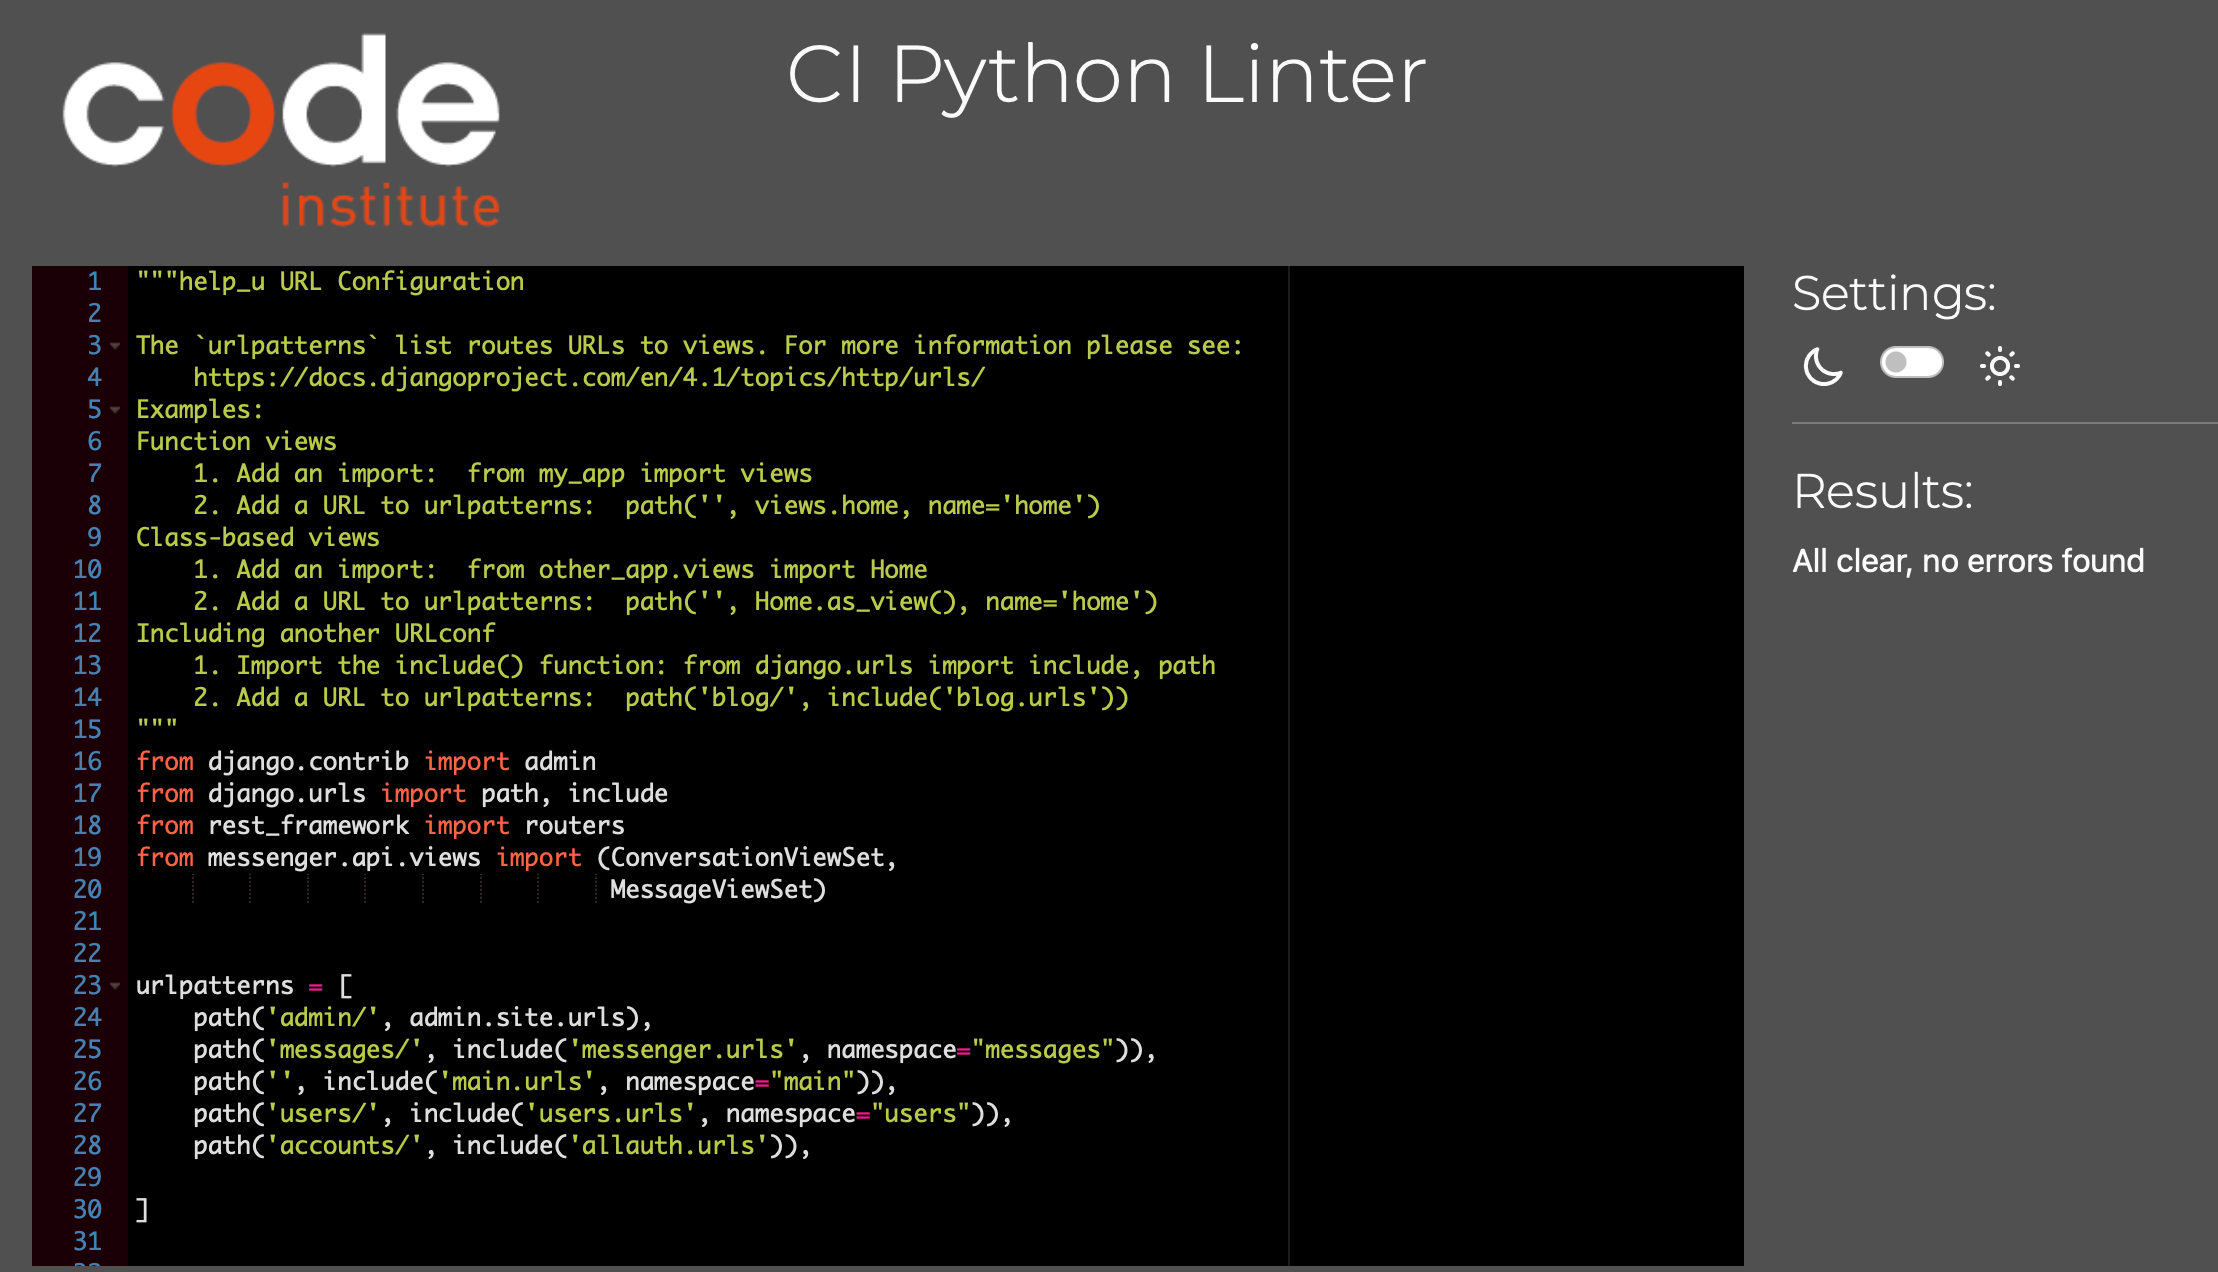 code
institute
CI Python Linter
1 """help_u URL Configuration
2
3 The `urlpatterns` list routes URLs to views. For more information please see:
4     https://docs.djangoproject.com/en/4.1/topics/http/urls/
5 Examples:
6 Function views
7     1. Add an import:  from my_app import views
8     2. Add a URL to urlpatterns:  path('', views.home, name='home')
9 Class-based views
10     1. Add an import:  from other_app.views import Home
11     2. Add a URL to urlpatterns:  path('', Home.as_view(), name='home')
12 Including another URLconf
13     1. Import the include() function: from django.urls import include, path
14     2. Add a URL to urlpatterns:  path('blog/', include('blog.urls'))
15 """
16 from django.contrib import admin
17 from django.urls import path, include
18 from rest_framework import routers
19 from messenger.api.views import (ConversationViewSet,
20                                  MessageViewSet)
21
22
23 urlpatterns = [
24     path('admin/', admin.site.urls),
25     path('messages/', include('messenger.urls', namespace="messages")),
26     path('', include('main.urls', namespace="main")),
27     path('users/', include('users.urls', namespace="users")),
28     path('accounts/', include('allauth.urls')),
29
30 ]
31
Settings:
Results:
All clear, no errors found